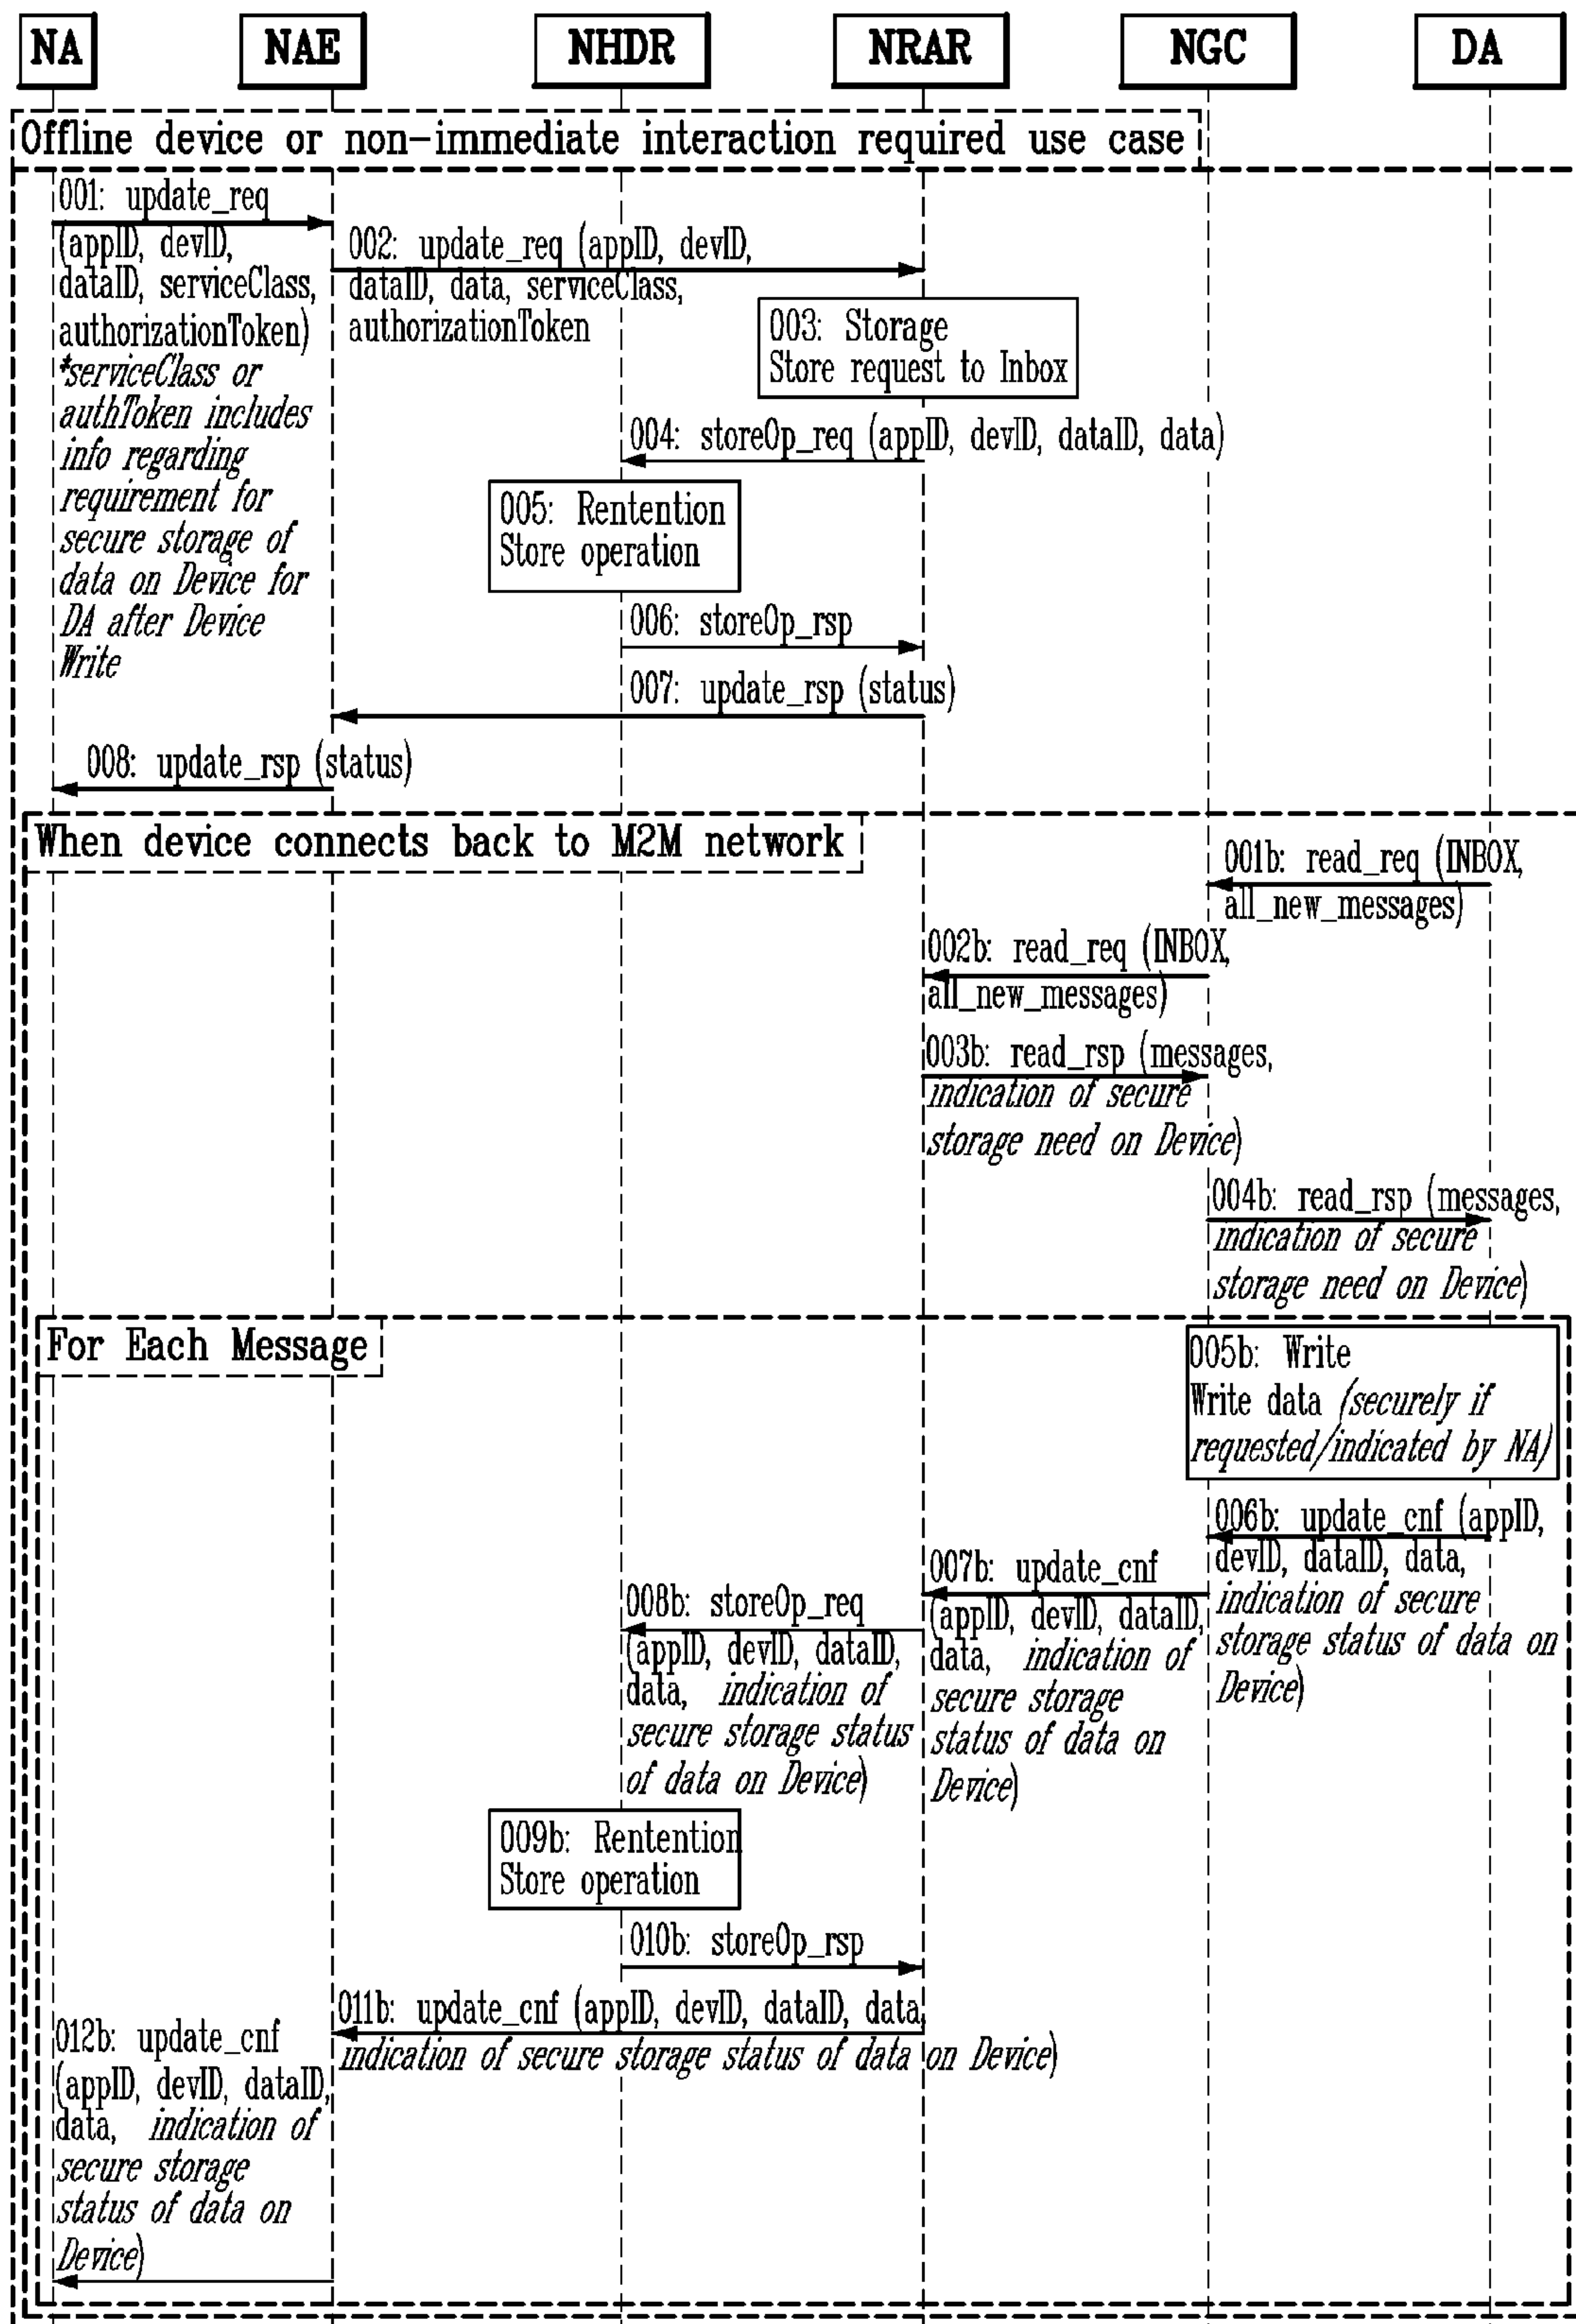 NA NAE NHDR NRAR NGC DA
Offline device or non-immediate interaction required use case
001: update_req
(appID, devID,
dataID, serviceClass,
authorizationToken)
*serviceClass or
authToken includes
info regarding
requirement for
secure storage of
data on Device for
DA after Device
Write
002: update_req (appID, devID,
dataID, data, serviceClass,
authorizationToken
003: Storage
Store request to Inbox
004: storeOp_req (appID, devID, dataID, data)
005: Rentention
Store operation
006: storeOp_rsp
007: update_rsp (status)
008: update_rsp (status)
When device connects back to M2M network
001b: read_req (INBOX,
all_new_messages)
002b: read_req (INBOX,
all_new_messages)
003b: read_rsp (messages,
indication of secure
storage need on Device)
004b: read_rsp (messages,
indication of secure
storage need on Device)
For Each Message
005b: Write
Write data (securely if
requested/indicated by NA)
006b: update_cnf (appID,
devID, dataID, data,
indication of secure
storage status of data on
Device)
007b: update_cnf
(appID, devID, dataID,
data, indication of
secure storage
status of data on
Device)
008b: storeOp_req
(appID, devID, dataID,
data, indication of
secure storage status
of data on Device)
009b: Rentention
Store operation
010b: storeOp_rsp
011b: update_cnf (appID, devID, dataID, data,
indication of secure storage status of data on Device)
012b: update_cnf
(appID, devID, dataID,
data, indication of
secure storage
status of data on
Device)